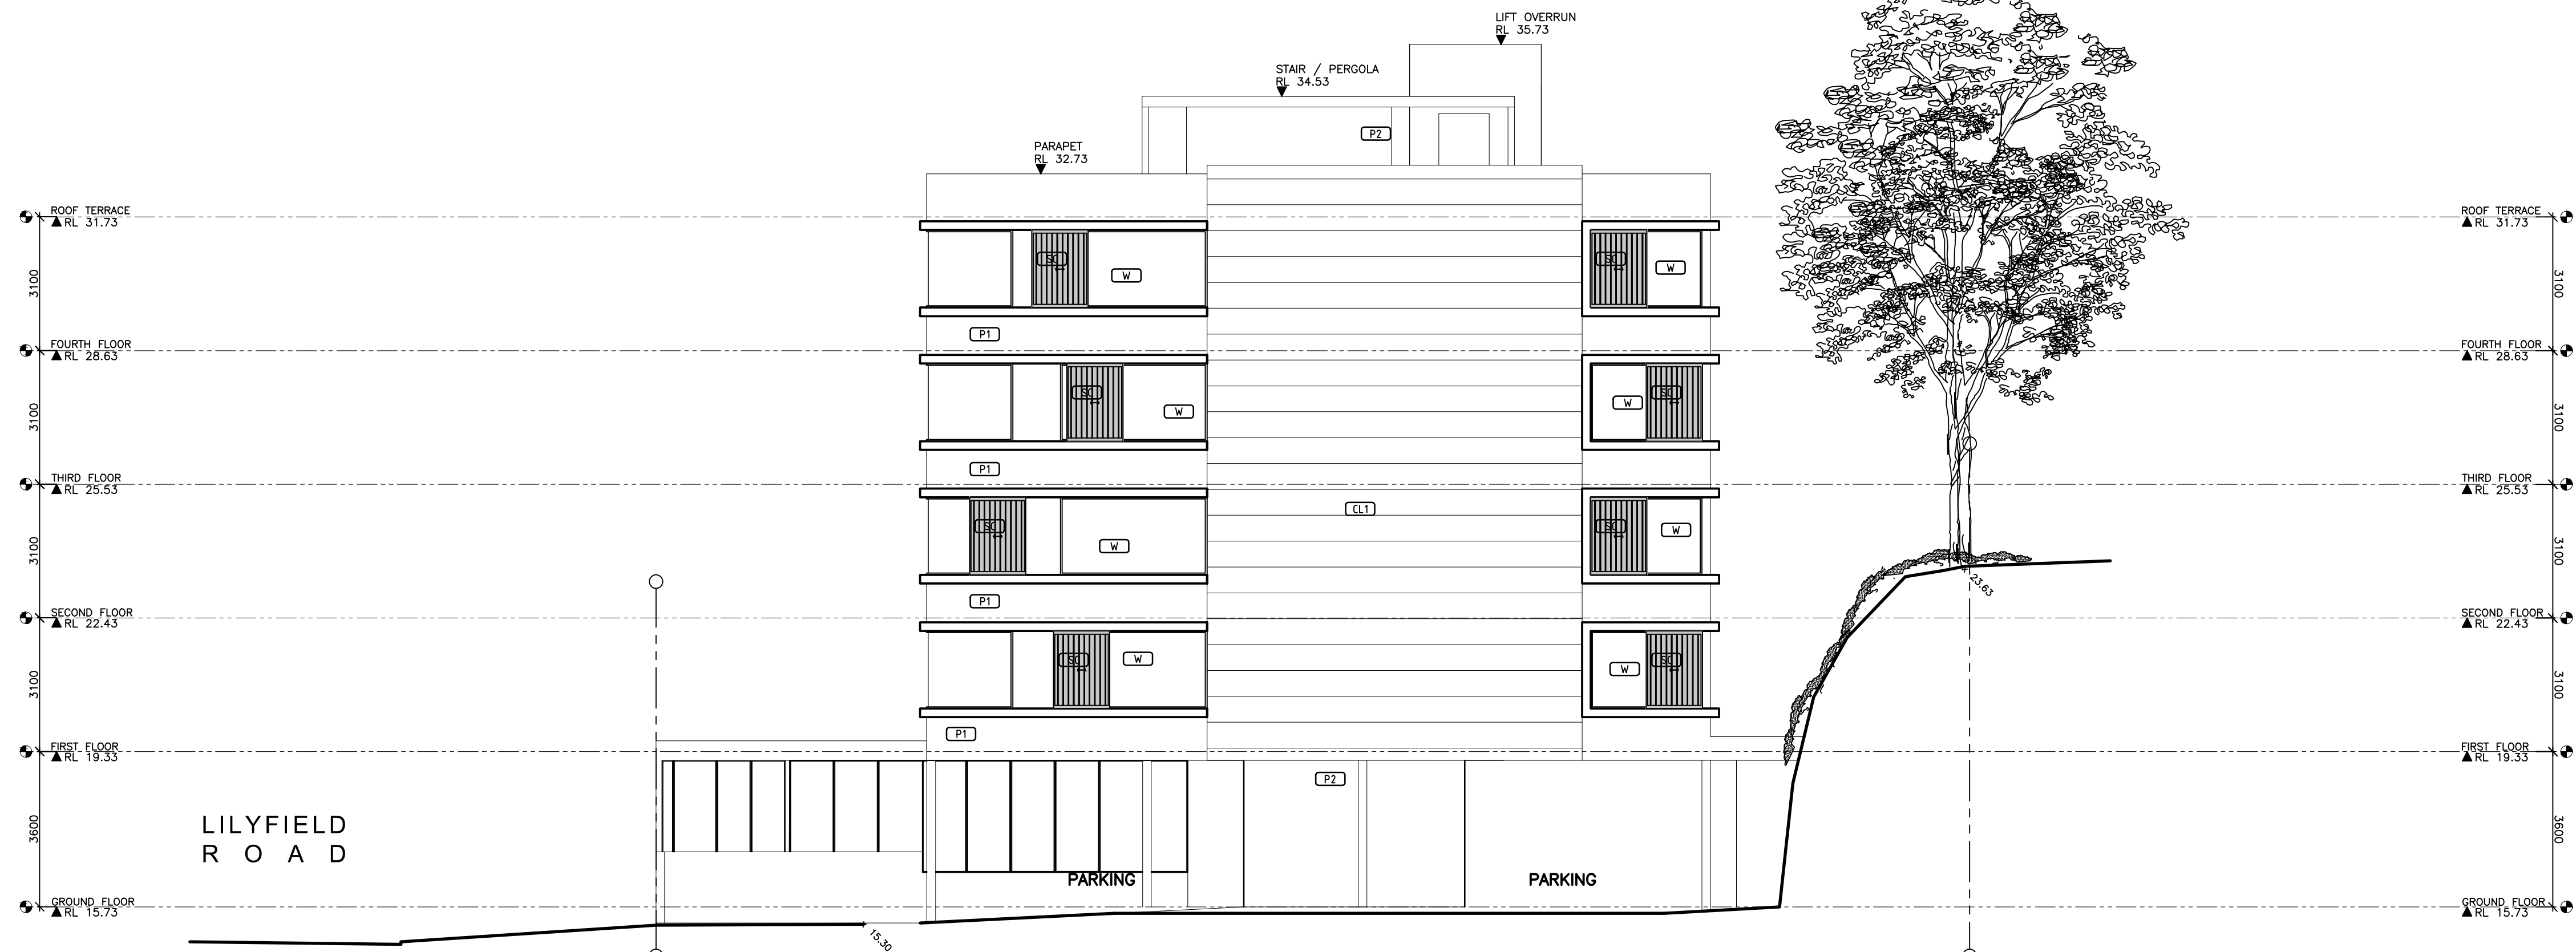 LIFT OVERRUN
RL 35.73
STAIR / PERGOLA
RL 34.53
P2
PARAPET
RL 32.73
ROOF TERRACE
RL 31.73
ROOF TERRACE
RL 31.73
SC
W
SC
W
3100
3100
P1
FOURTH FLOOR
RL 28.63
FOURTH FLOOR
RL 28.63
SC
W
W
SC
3100
3100
P1
THIRD FLOOR
RL 25.53
THIRD FLOOR
RL 25.53
CL1
SC
W
SC
W
3100
3100
23.63
P1
SECOND FLOOR
RL 22.43
SECOND FLOOR
RL 22.43
SC
W
W
SC
3100
3100
P1
FIRST FLOOR
RL 19.33
FIRST FLOOR
RL 19.33
P2
3600
3600
LILYFIELD
ROAD
PARKING
PARKING
GROUND FLOOR
RL 15.73
GROUND FLOOR
RL 15.73
15.30